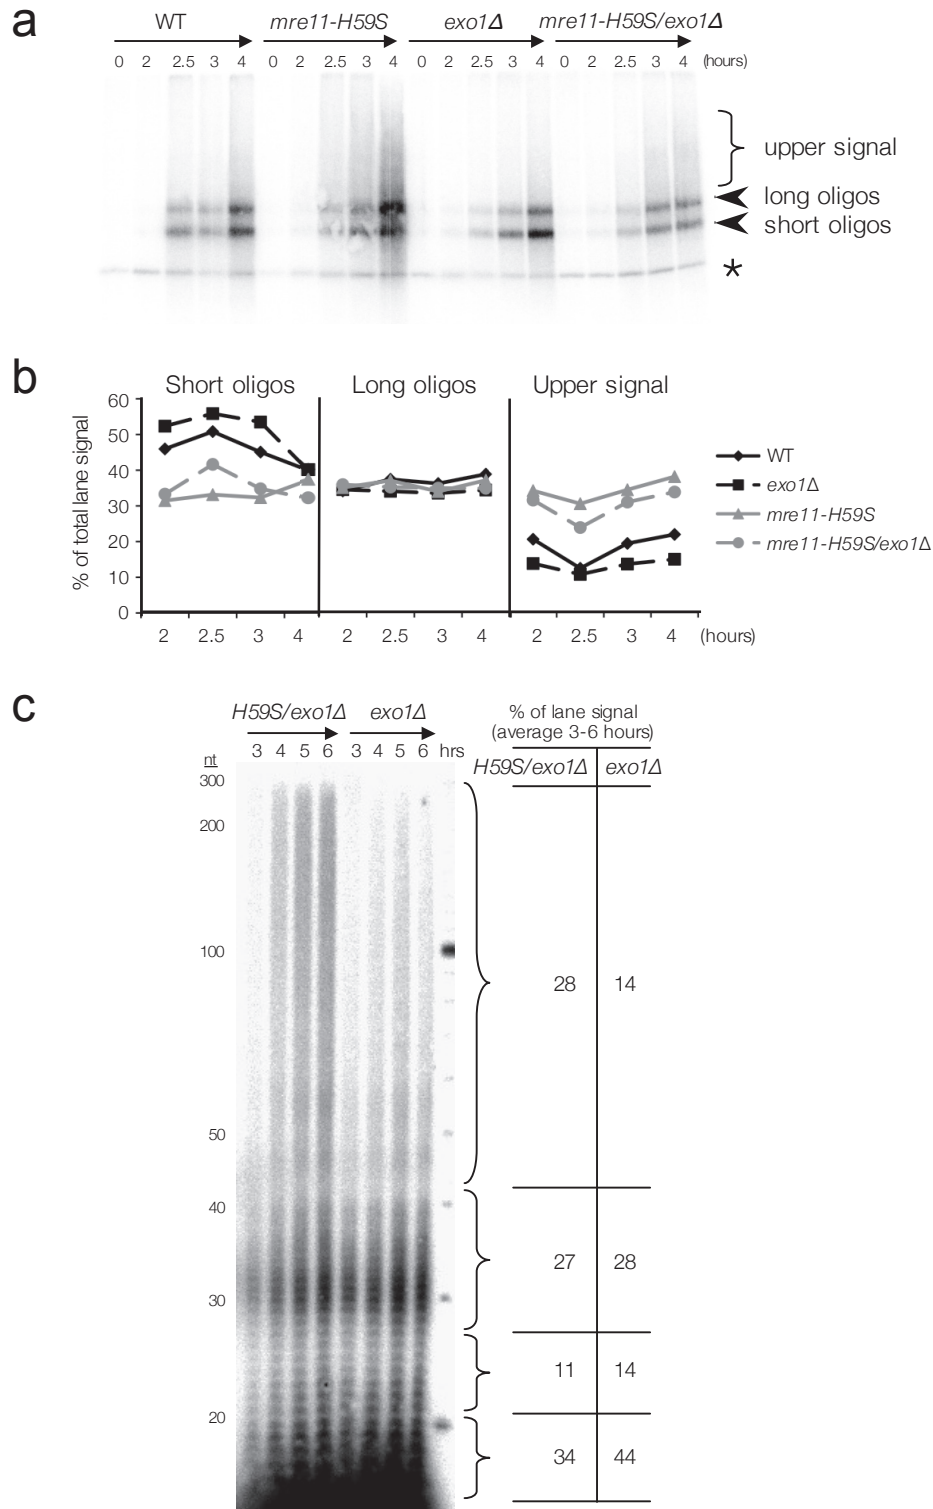 a
WT mre11-H59S exo1Δ mre11-H59S/exo1Δ
0 2 2.5 3 4 0 2 2.5 3 4 0 2 2.5 3 4 0 2 2.5 3 4 (hours)
upper signal
long oligos
short oligos
*
b
Short oligos Long oligos Upper signal
% of total lane signal
60
50
40
30
20
10
0
2 2.5 3 4 2 2.5 3 4 2 2.5 3 4 (hours)
WT
exo1Δ
mre11-H59S
mre11-H59S/exo1Δ
c
H59S/exo1Δ exo1Δ
3 4 5 6 3 4 5 6 hrs
% of lane signal
(average 3-6 hours)
H59S/exo1Δ exo1Δ
nt
300
200
100
28 14
50
40
27 28
30
11 14
20
34 44